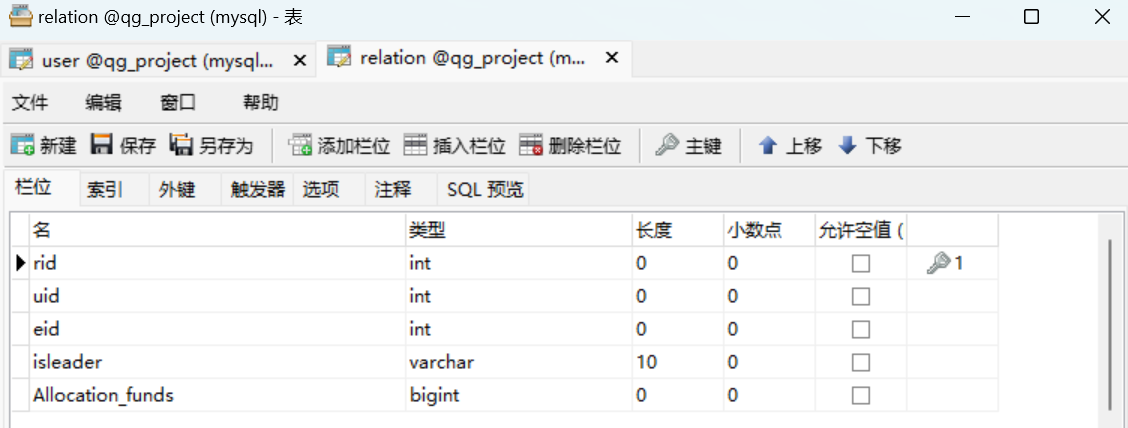 relation @qg_project (mysql) - 表
user @qg_project (mysql... relation @qg_project (m...
文件 编辑 窗口 帮助
新建 保存 另存为 添加栏位 插入栏位 删除栏位 主键 上移 下移
栏位 索引 外键 触发器 选项 注释 SQL 预览
名 类型 长度 小数点 允许空值 (
rid int 0 0 1
uid int 0 0
eid int 0 0
isleader varchar 10 0
Allocation_funds bigint 0 0